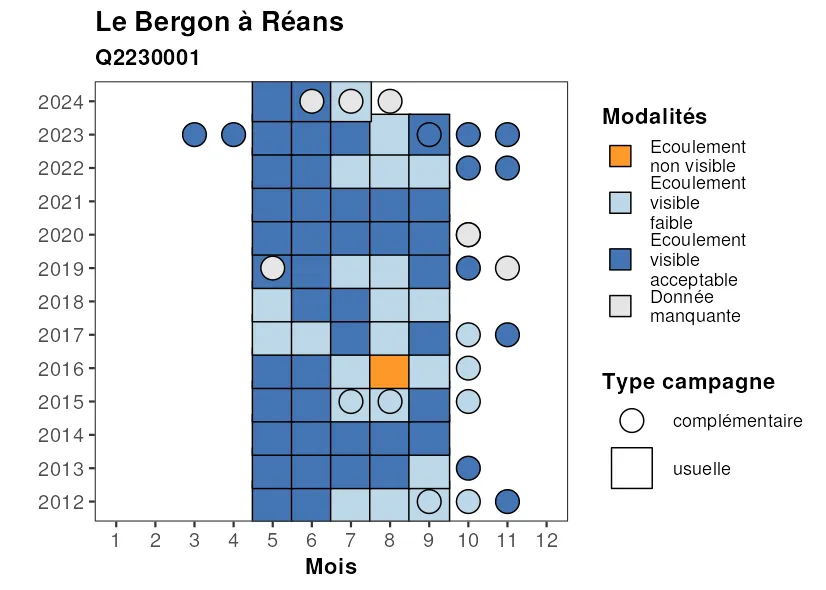 Le Bergon à Réans
Q2230001
2024
2023
2022
2021
2020
2019
2018
2017
2016
2015
2014
2013
2012
1 2 3 4 5 6 7 8 9 10 11 12
Mois
Modalités
Ecoulement
non visible
Ecoulement
visible
faible
Ecoulement
visible
acceptable
Donnée
manquante
Type campagne
complémentaire
usuelle